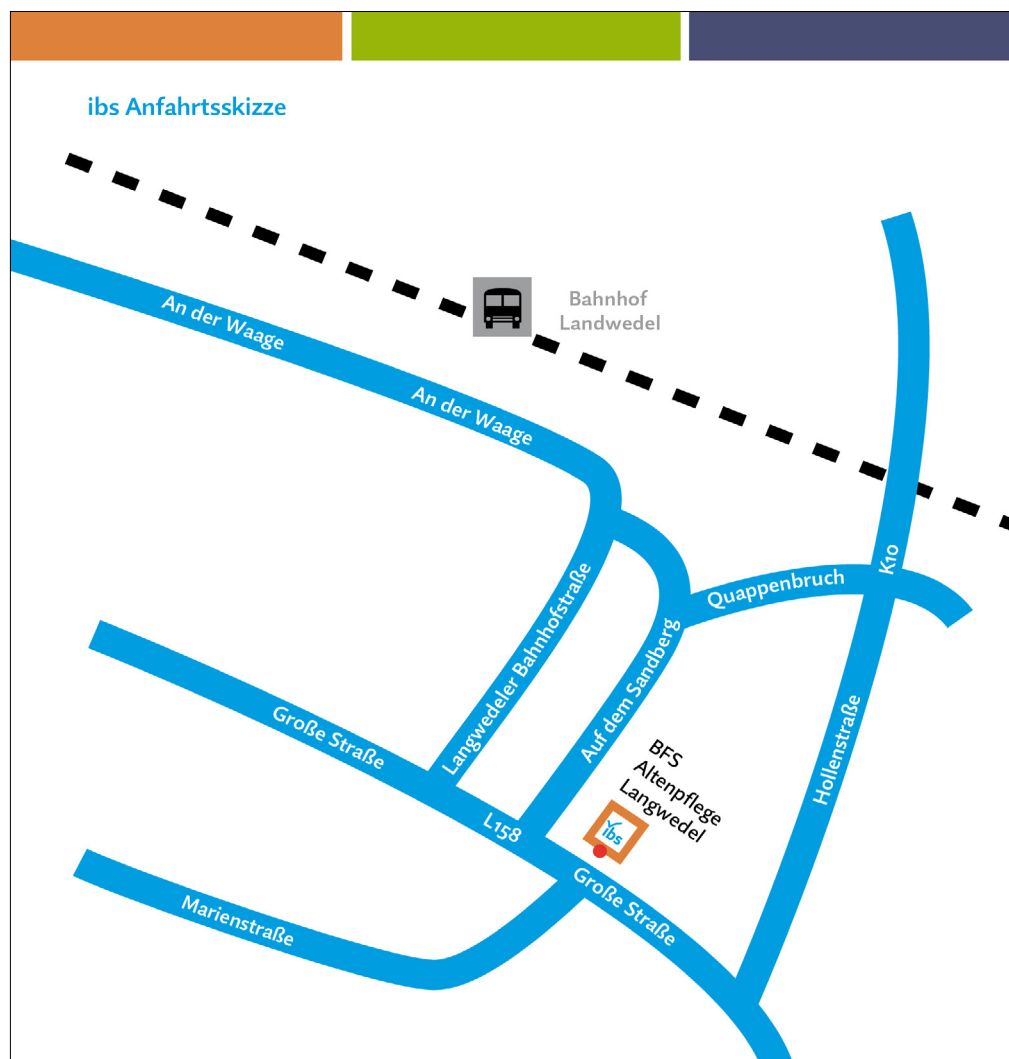 ibs Anfahrtsskizze
Bahnhof
Landwedel
An der Waage
An der Waage
K10
Quappenbruch
Langwedeler Bahnhofstraße
Auf dem Sandberg
Große Straße
Hollenstraße
BFS
Altenpflege
Langwedel
ibs
L158
Große Straße
Marienstraße